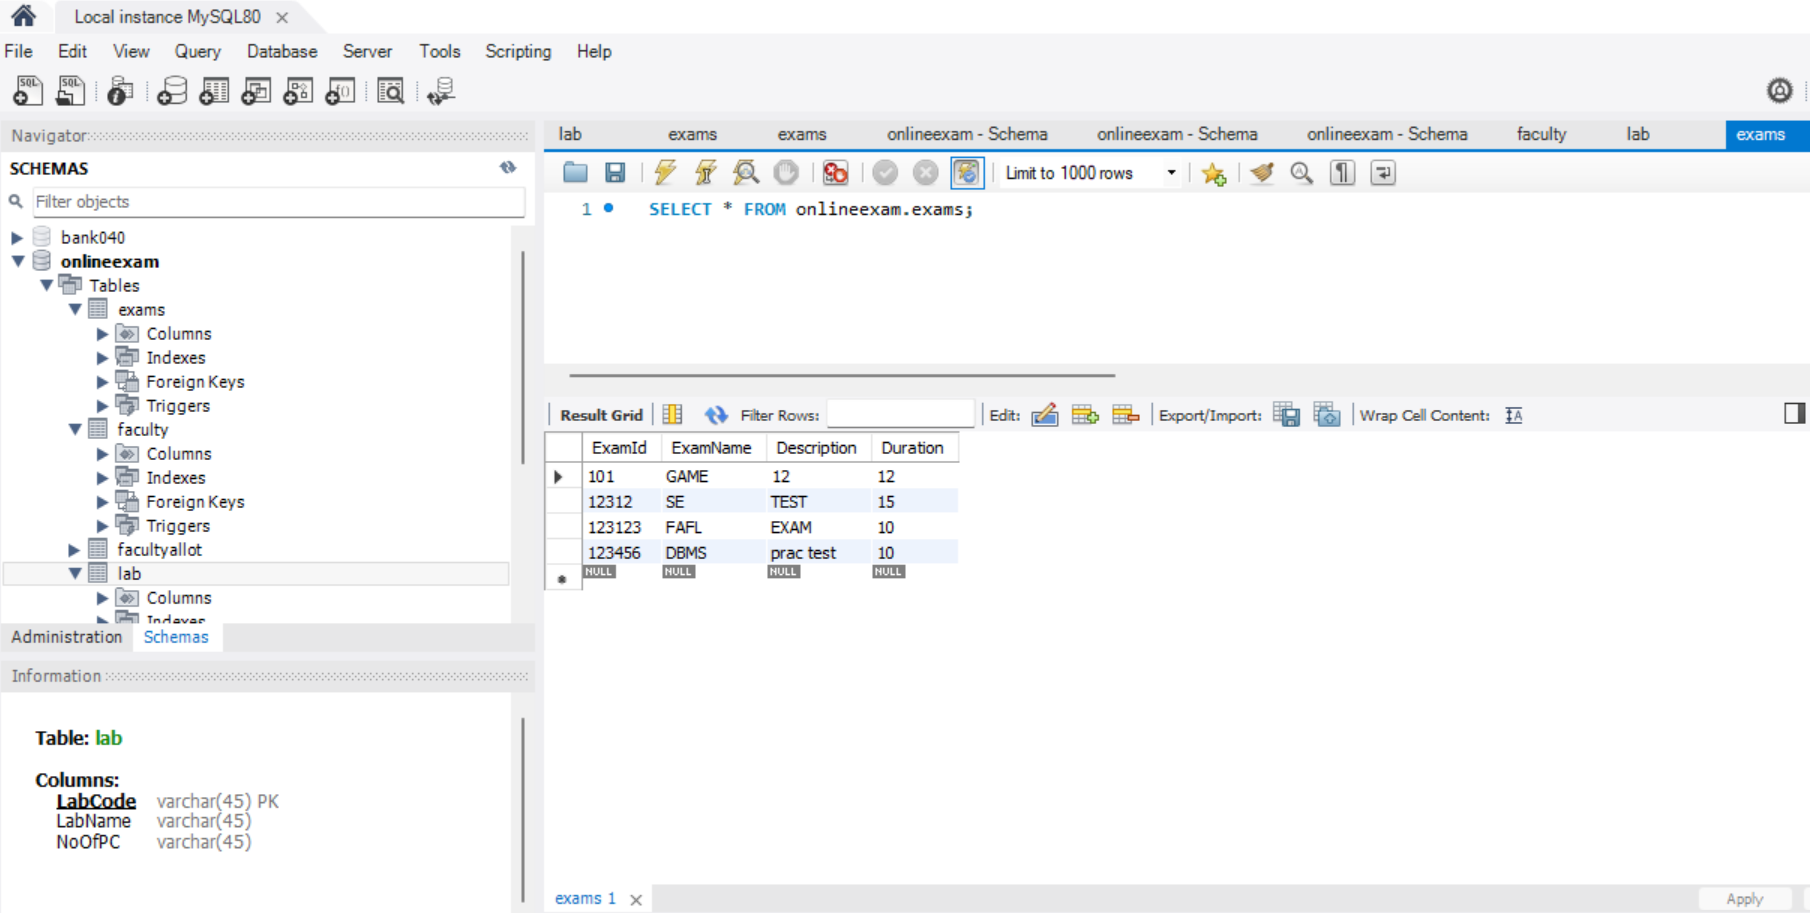 Local instance MySQL80
File Edit View Query Database Server Tools Scripting Help
SQL SQL
Navigator
SCHEMAS
Filter objects
bank040
onlineexam
Tables
exams
Columns
Indexes
Foreign Keys
Triggers
faculty
Columns
Indexes
Foreign Keys
Triggers
facultyallot
lab
Columns
Indexes
Administration Schemas
Information
Table: lab
Columns:
LabCode varchar(45) PK
LabName varchar(45)
NoOfPC varchar(45)
lab exams exams onlineexam - Schema onlineexam - Schema onlineexam - Schema faculty lab exams
Limit to 1000 rows
1 SELECT * FROM onlineexam.exams;
Result Grid Filter Rows: Edit: Export/Import: Wrap Cell Content:
ExamId ExamName Description Duration
101 GAME 12 12
12312 SE TEST 15
123123 FAFL EXAM 10
123456 DBMS prac test 10
NULL NULL NULL NULL
exams 1
Apply